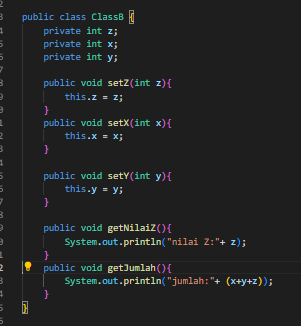 public class ClassB {
    private int z;
    private int x;
    private int y;

    public void setZ(int z){
        this.z = z;
    }
    public void setX(int x){
        this.x = x;
    }

    public void setY(int y){
        this.y = y;
    }

    public void getNilaiZ(){
        System.out.println("nilai Z:"+ z);
    }
    public void getJumlah(){
        System.out.println("jumlah:"+ (x+y+z));
    }
}